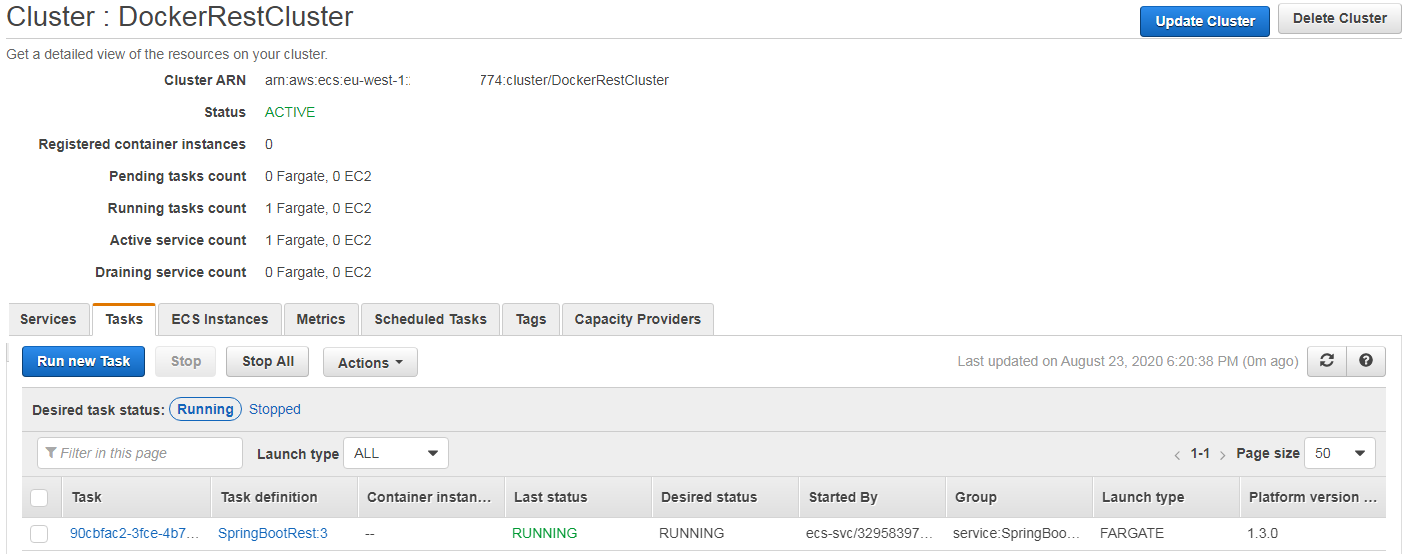 Cluster : DockerRestCluster
Update Cluster Delete Cluster
Get a detailed view of the resources on your cluster.
Cluster ARN arn:aws:ecs:eu-west-1: 774:cluster/DockerRestCluster
Status ACTIVE
Registered container instances 0
Pending tasks count 0 Fargate, 0 EC2
Running tasks count 1 Fargate, 0 EC2
Active service count 1 Fargate, 0 EC2
Draining service count 0 Fargate, 0 EC2
Services Tasks ECS Instances Metrics Scheduled Tasks Tags Capacity Providers
Run new Task Stop Stop All Actions Last updated on August 23, 2020 6:20:38 PM (0m ago)
Desired task status: Running Stopped
Filter in this page Launch type ALL 1-1 Page size 50
Task Task definition Container instan... Last status Desired status Started By Group Launch type Platform version ...
90cbfac2-3fce-4b7... SpringBootRest:3 -- RUNNING RUNNING ecs-svc/32958397... service:SpringBoo... FARGATE 1.3.0